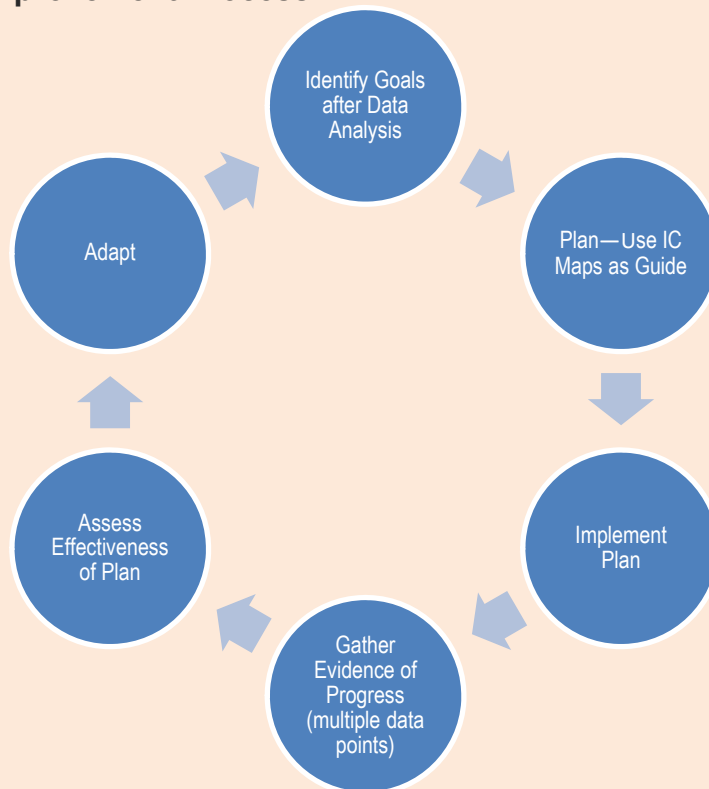 Identify Goals
after Data
Analysis
Plan—Use IC
Maps as Guide
Implement
Plan
Gather
Evidence of
Progress
(multiple data
points)
Assess
Effectiveness
of Plan
Adapt